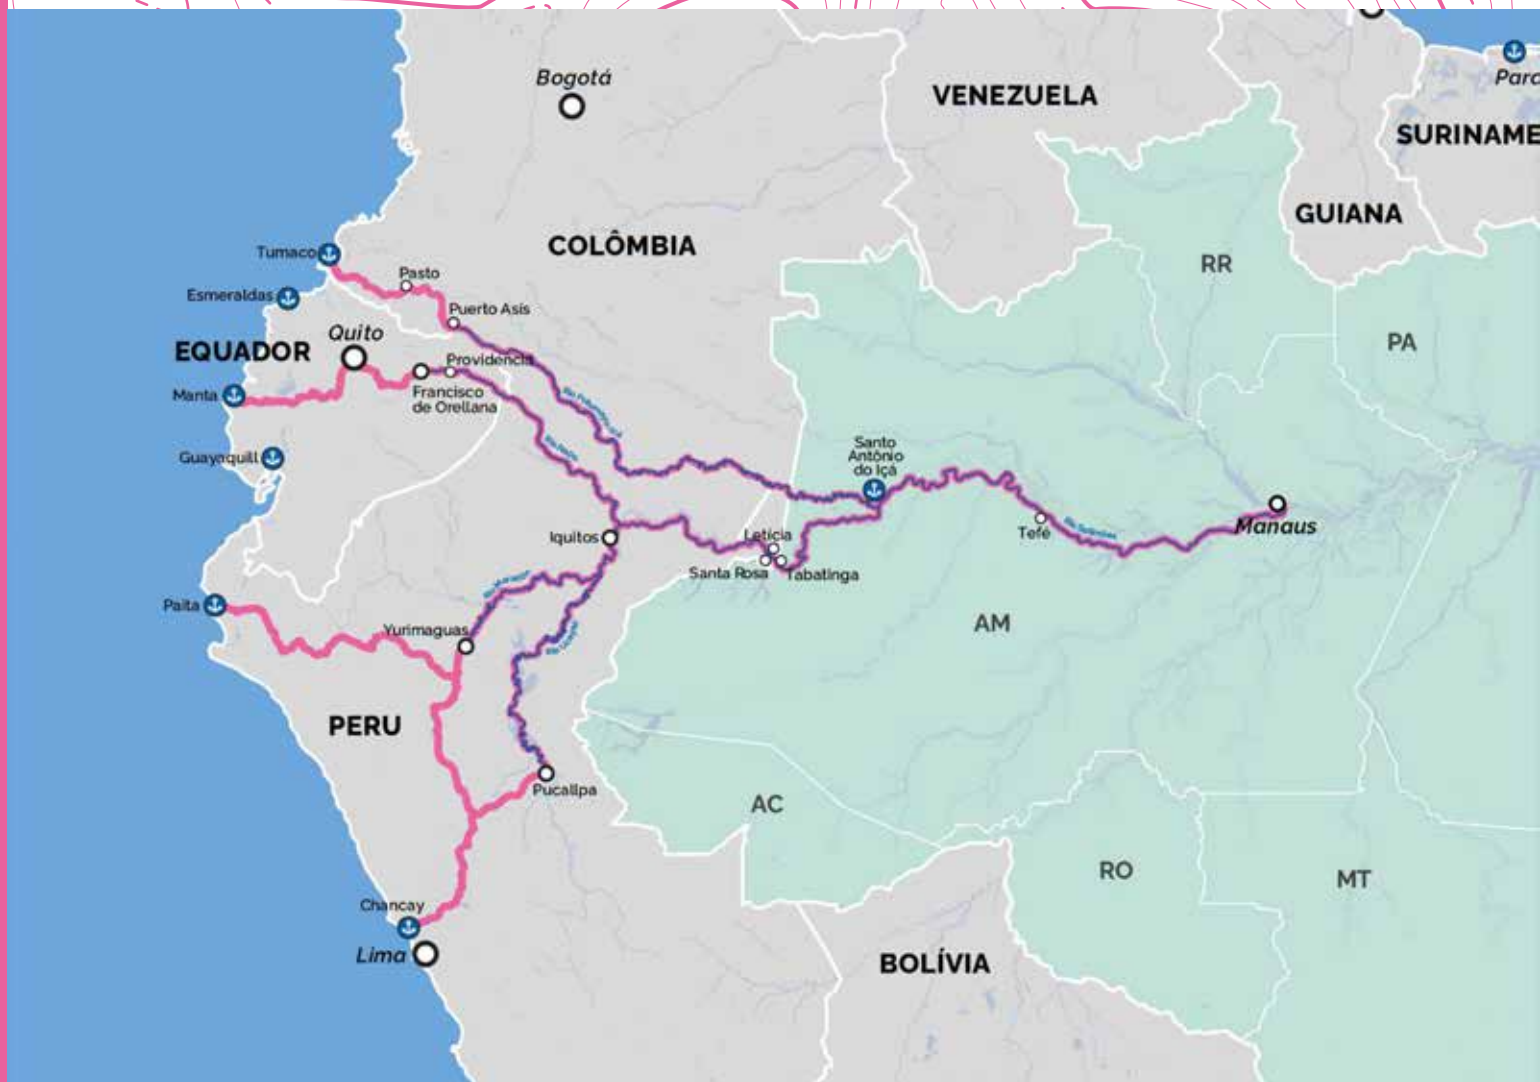 Bogotá
VENEZUELA
SURINAME
GUIANA
COLÔMBIA
Tumaco
Pasto
RR
Esmeraldas
Puerto Asís
Quito
EQUADOR
Providencia
PA
Manta
Francisco
de Orellana
Guayaquill
Santo
Antônio
do Içá
Iquitos
Letícia
Tefé
Manaus
Santa Rosa
Tabatinga
Paita
Yurimaguas
AM
PERU
Pucallpa
AC
RO
MT
Chancay
Lima
BOLÍVIA